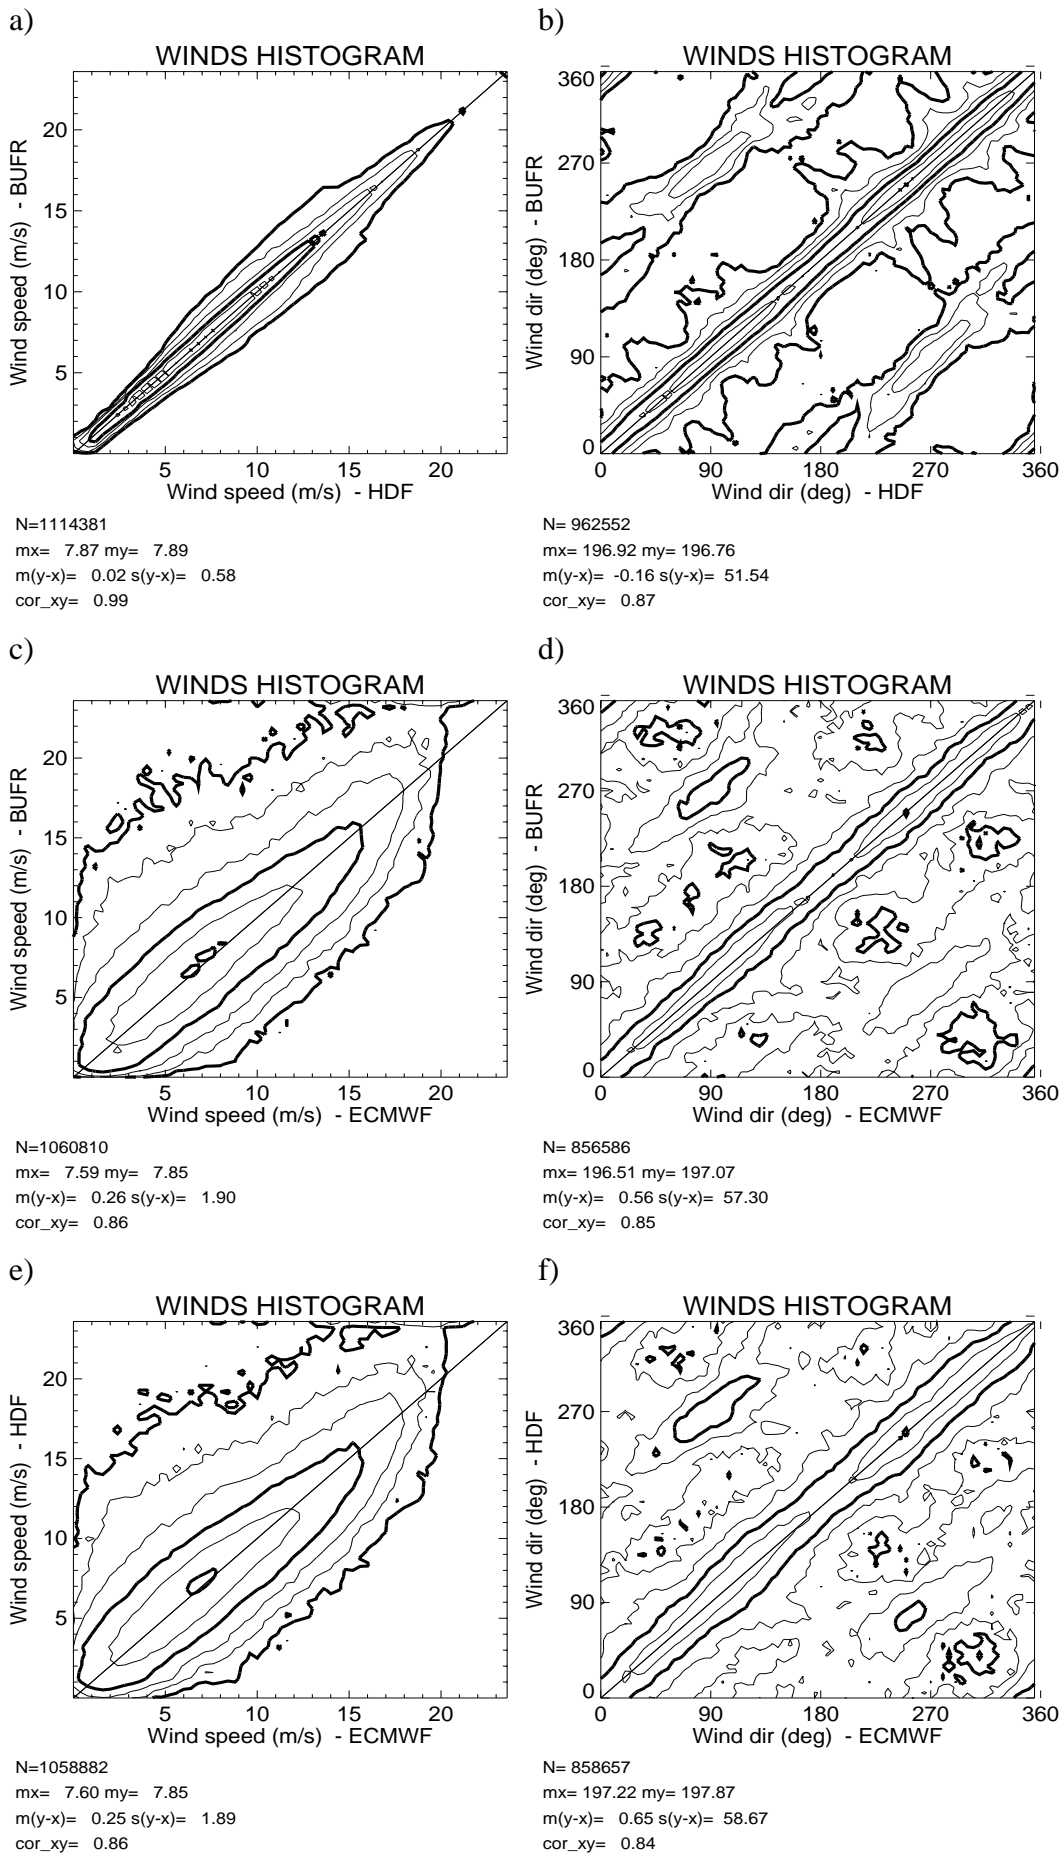 a)
WINDS HISTOGRAM
Wind speed (m/s) - BUFR
20
15
10
5
5 10 15 20
Wind speed (m/s) - HDF
N=1114381
mx= 7.87 my= 7.89
m(y-x)= 0.02 s(y-x)= 0.58
cor_xy= 0.99
b)
WINDS HISTOGRAM
Wind dir (deg) - BUFR
360
270
180
90
0
0 90 180 270 360
Wind dir (deg) - HDF
N= 962552
mx= 196.92 my= 196.76
m(y-x)= -0.16 s(y-x)= 51.54
cor_xy= 0.87
c)
WINDS HISTOGRAM
Wind speed (m/s) - BUFR
20
15
10
5
5 10 15 20
Wind speed (m/s) - ECMWF
N=1060810
mx= 7.59 my= 7.85
m(y-x)= 0.26 s(y-x)= 1.90
cor_xy= 0.86
d)
WINDS HISTOGRAM
Wind dir (deg) - BUFR
360
270
180
90
0
0 90 180 270 360
Wind dir (deg) - ECMWF
N= 856586
mx= 196.51 my= 197.07
m(y-x)= 0.56 s(y-x)= 57.30
cor_xy= 0.85
e)
WINDS HISTOGRAM
Wind speed (m/s) - HDF
20
15
10
5
5 10 15 20
Wind speed (m/s) - ECMWF
N=1058882
mx= 7.60 my= 7.85
m(y-x)= 0.25 s(y-x)= 1.89
cor_xy= 0.86
f)
WINDS HISTOGRAM
Wind dir (deg) - HDF
360
270
180
90
0
0 90 180 270 360
Wind dir (deg) - ECMWF
N= 858657
mx= 197.22 my= 197.87
m(y-x)= 0.65 s(y-x)= 58.67
cor_xy= 0.84